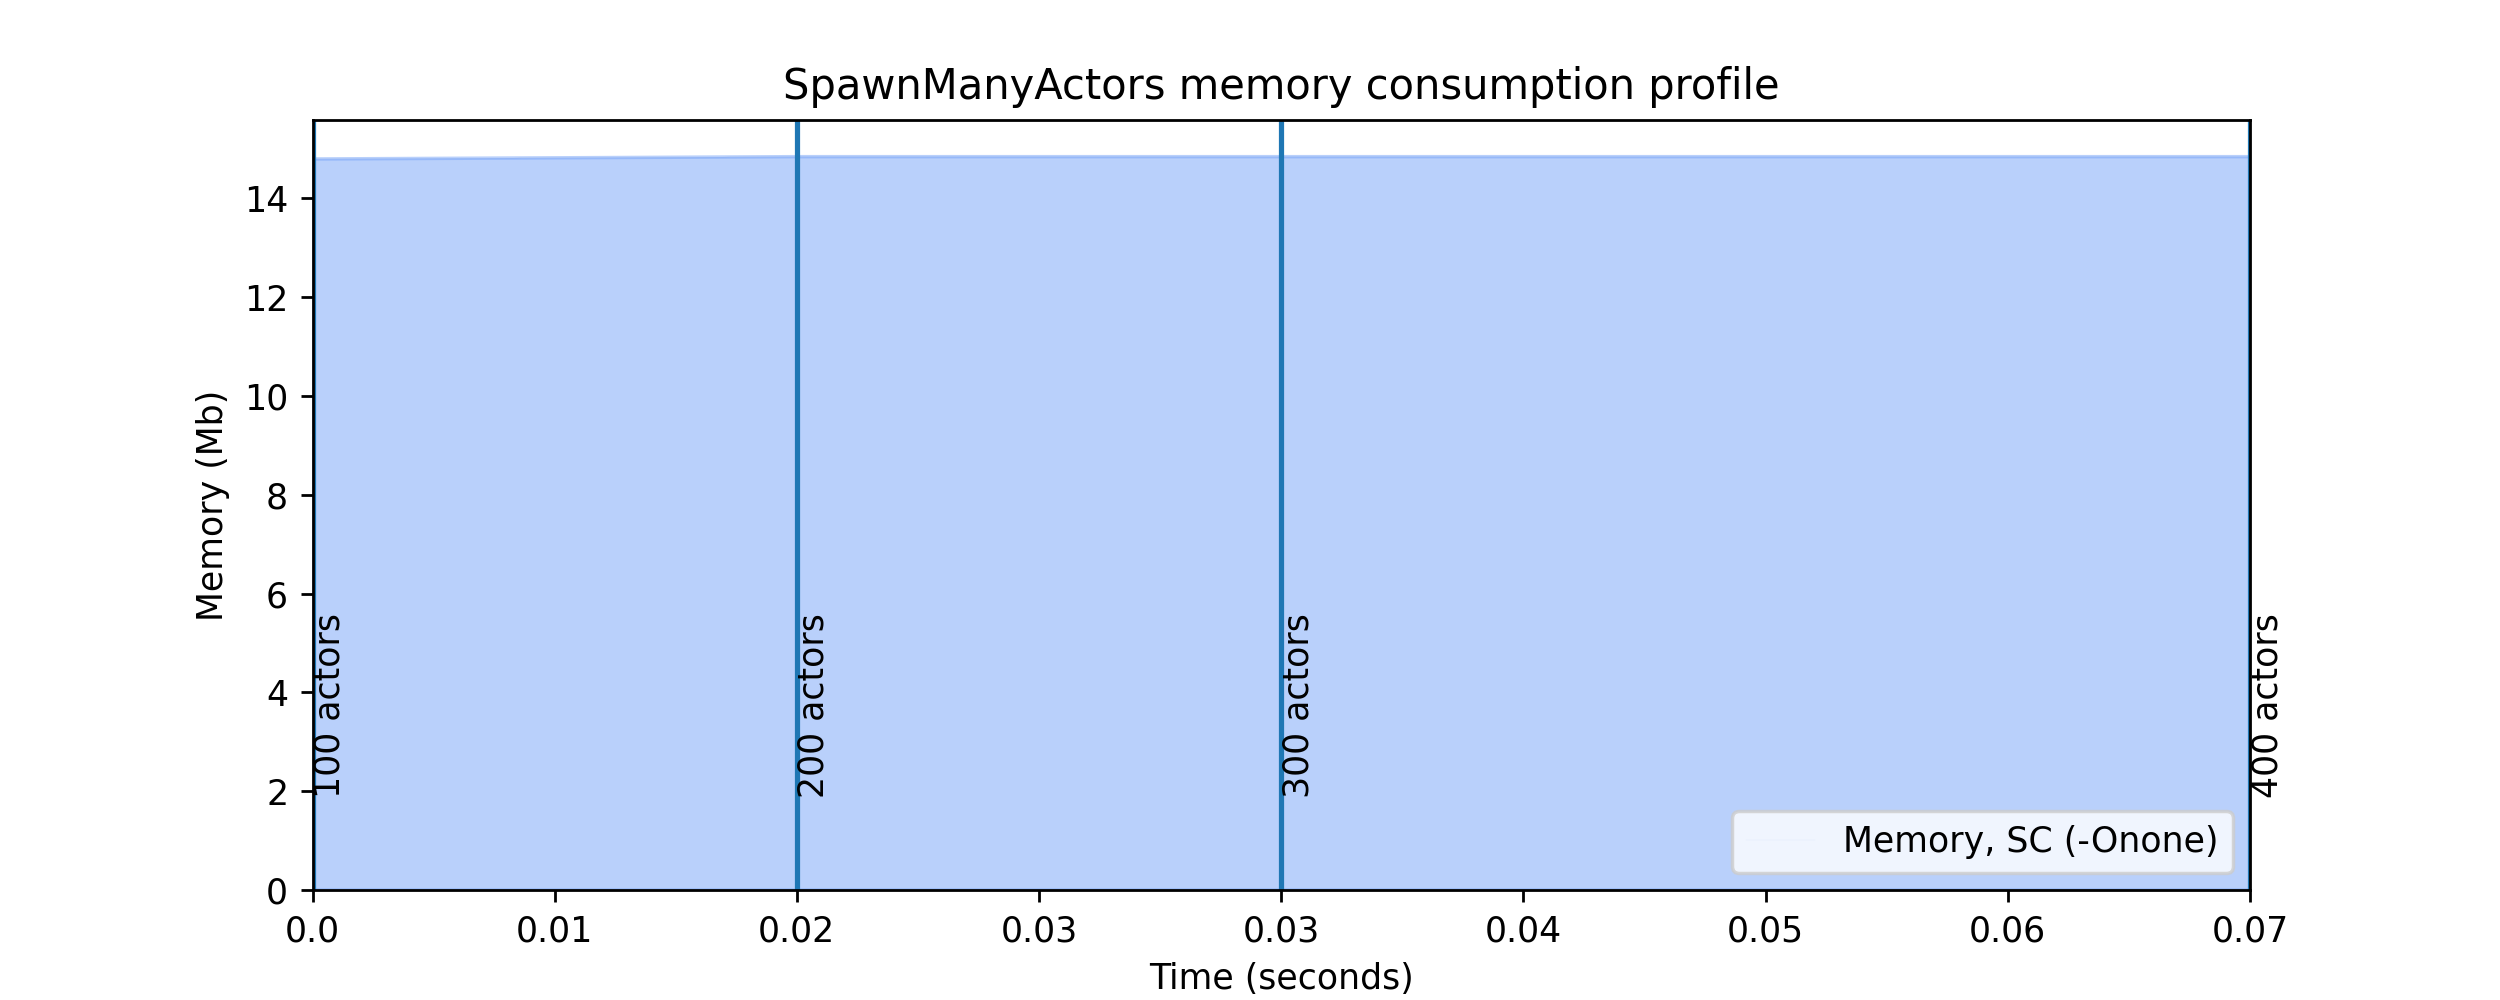 SpawnManyActors memory consumption profile
Memory (Mb)
14
12
10
8
6
4
2
0
100 actors
200 actors
300 actors
400 actors
Memory, SC (-Onone)
0.0 0.01 0.02 0.03 0.03 0.04 0.05 0.06 0.07
Time (seconds)